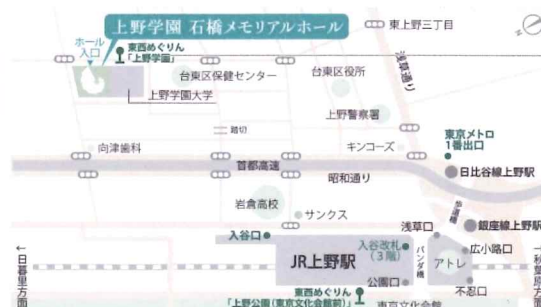 上野学園 石橋メモリアルホール
ホール
入口
東西めぐりん
「上野学園」
東上野三丁目
浅草通り
台東区保健センター
台東区役所
上野学園大学
上野警察署
踏切
向津歯科
キンコーズ
東京メトロ
1番出口
首都高速
昭和通り
日比谷線上野駅
岩倉高校
サンクス
歩道橋
銀座線上野駅
入谷口
入谷改札
(3階)
浅草口
パンダ橋
広小路口
JR上野駅
アトレ
公園口
不忍口
東西めぐりん
「上野公園(東京文化会館前)」
東京文化会館
←日暮里方面
→秋葉原方面
N